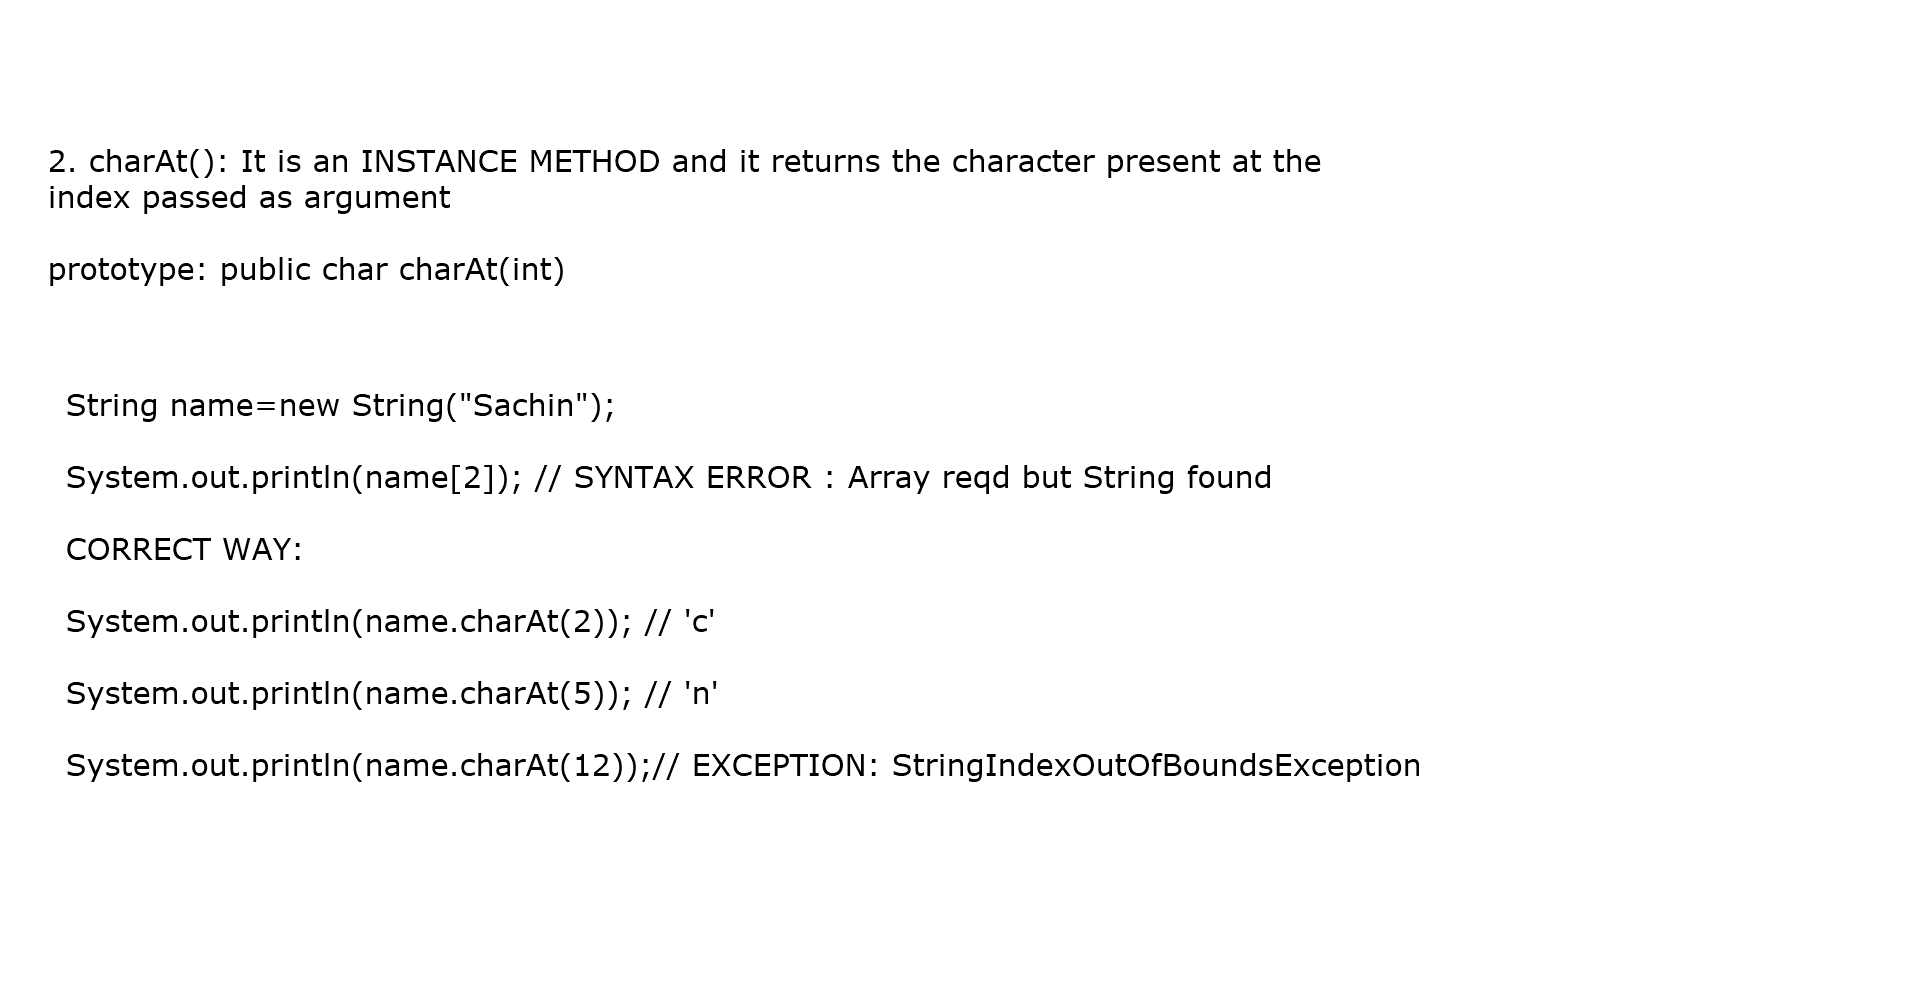 2. charAt(): It is an INSTANCE METHOD and it returns the character present at the
index passed as argument
prototype: public char charAt(int)
String name=new String("Sachin");
System.out.println(name[2]); // SYNTAX ERROR : Array reqd but String found
CORRECT WAY:
System.out.println(name.charAt(2)); // 'c'
System.out.println(name.charAt(5)); // 'n'
System.out.println(name.charAt(12));// EXCEPTION: StringIndexOutOfBoundsException